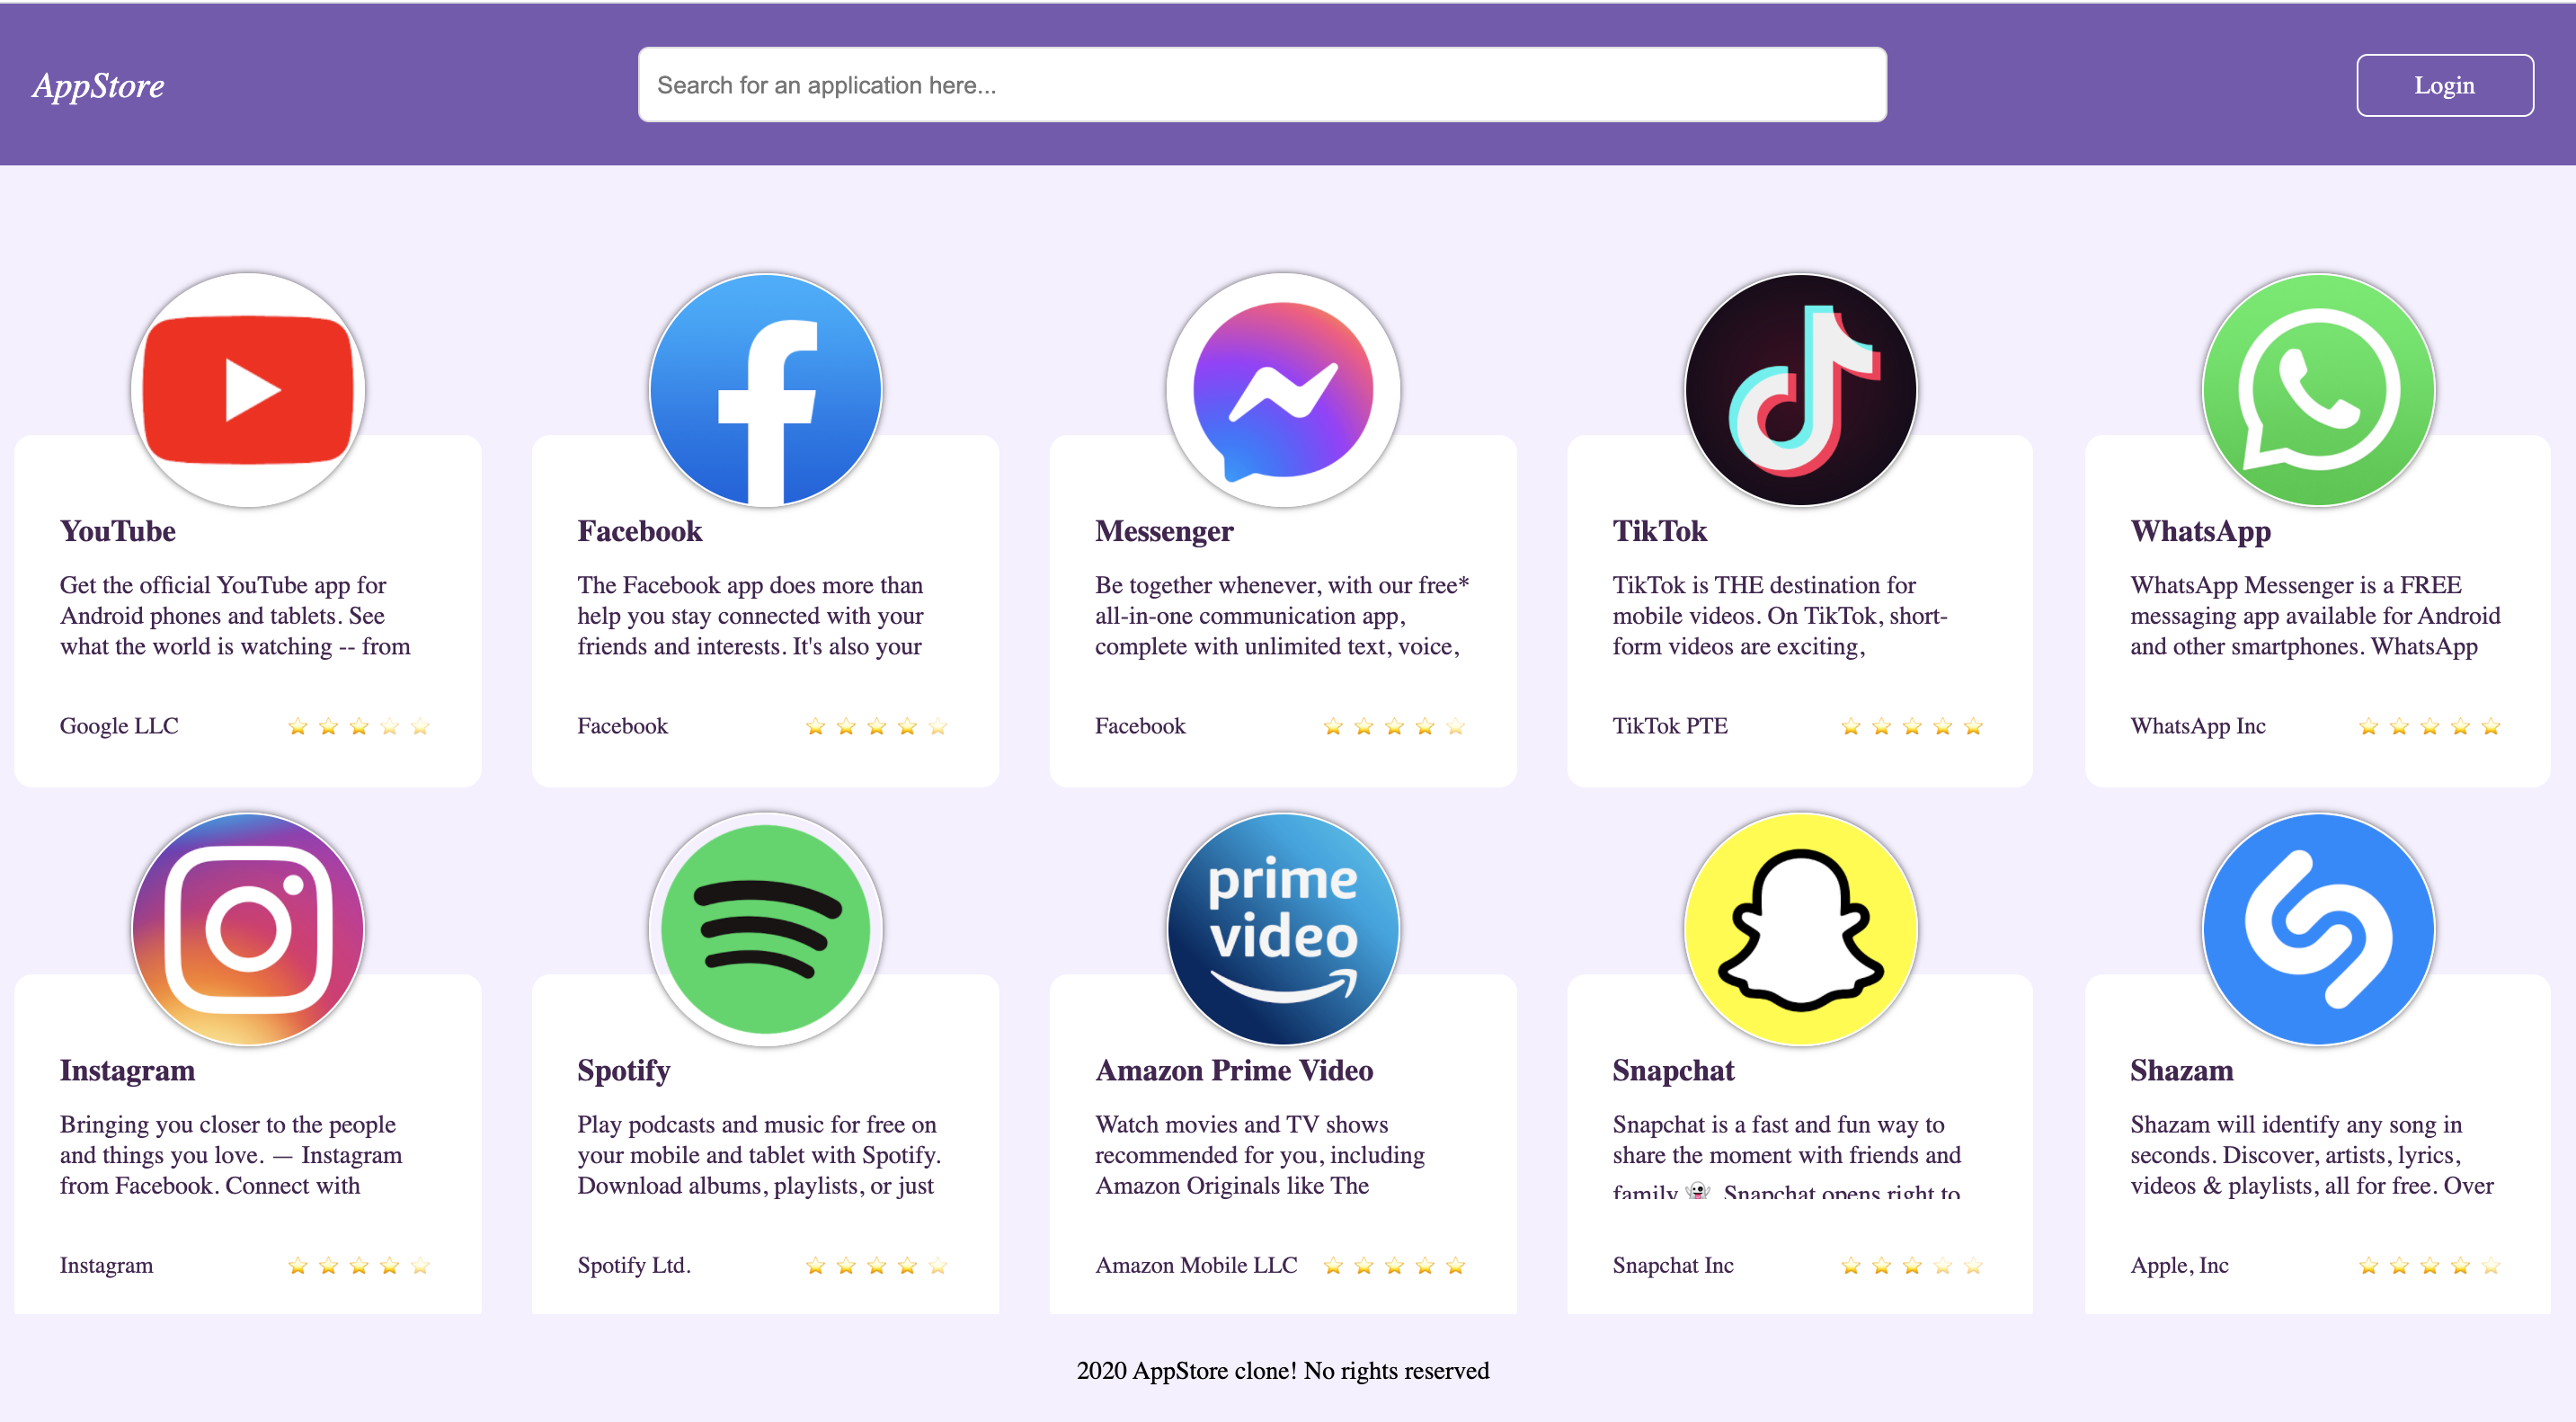 AppStore
Search for an application here...
Login
YouTube
Get the official YouTube app for
Android phones and tablets. See
what the world is watching -- from
Google LLC
Facebook
The Facebook app does more than
help you stay connected with your
friends and interests. It's also your
Facebook
Messenger
Be together whenever, with our free*
all-in-one communication app,
complete with unlimited text, voice,
Facebook
TikTok
TikTok is THE destination for
mobile videos. On TikTok, short-
form videos are exciting,
TikTok PTE
WhatsApp
WhatsApp Messenger is a FREE
messaging app available for Android
and other smartphones. WhatsApp
WhatsApp Inc
Instagram
Bringing you closer to the people
and things you love. — Instagram
from Facebook. Connect with
Instagram
Spotify
Play podcasts and music for free on
your mobile and tablet with Spotify.
Download albums, playlists, or just
Spotify Ltd.
prime
video
Amazon Prime Video
Watch movies and TV shows
recommended for you, including
Amazon Originals like The
Amazon Mobile LLC
Snapchat
Snapchat is a fast and fun way to
share the moment with friends and
family 👻 Snapchat opens right to
Snapchat Inc
Shazam
Shazam will identify any song in
seconds. Discover, artists, lyrics,
videos & playlists, all for free. Over
Apple, Inc
2020 AppStore clone! No rights reserved